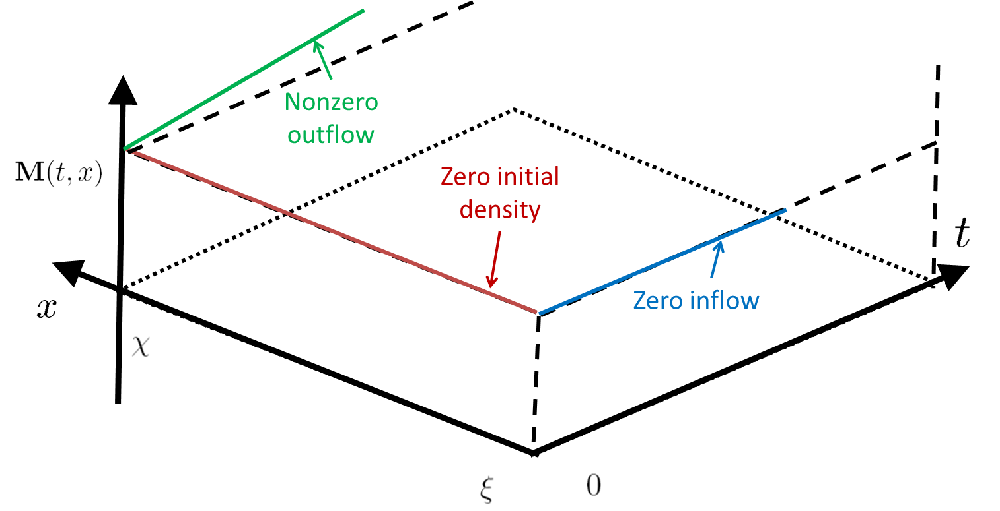 Nonzero
outflow
M(t, x)
Zero initial
density
t
x
Zero inflow
χ
ξ
0